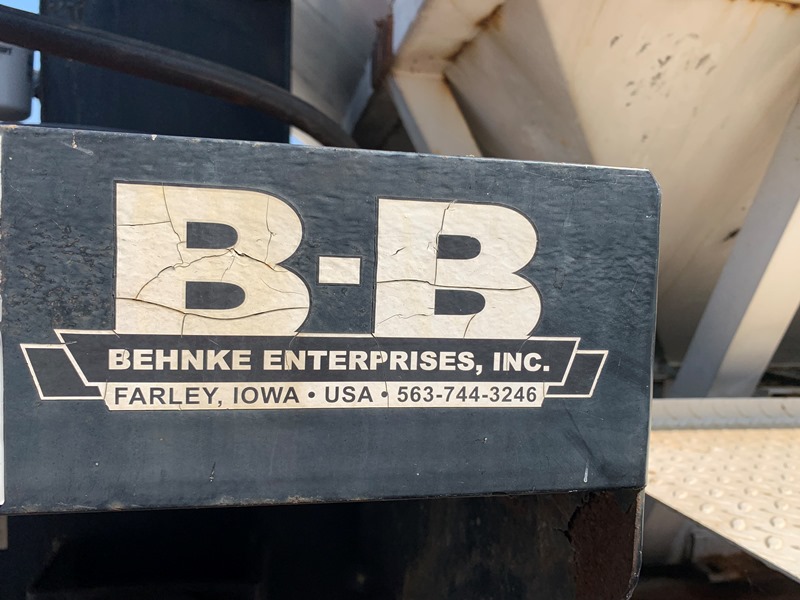 B-B
BEHNKE ENTERPRISES, INC.
FARLEY, IOWA • USA • 563-744-3246